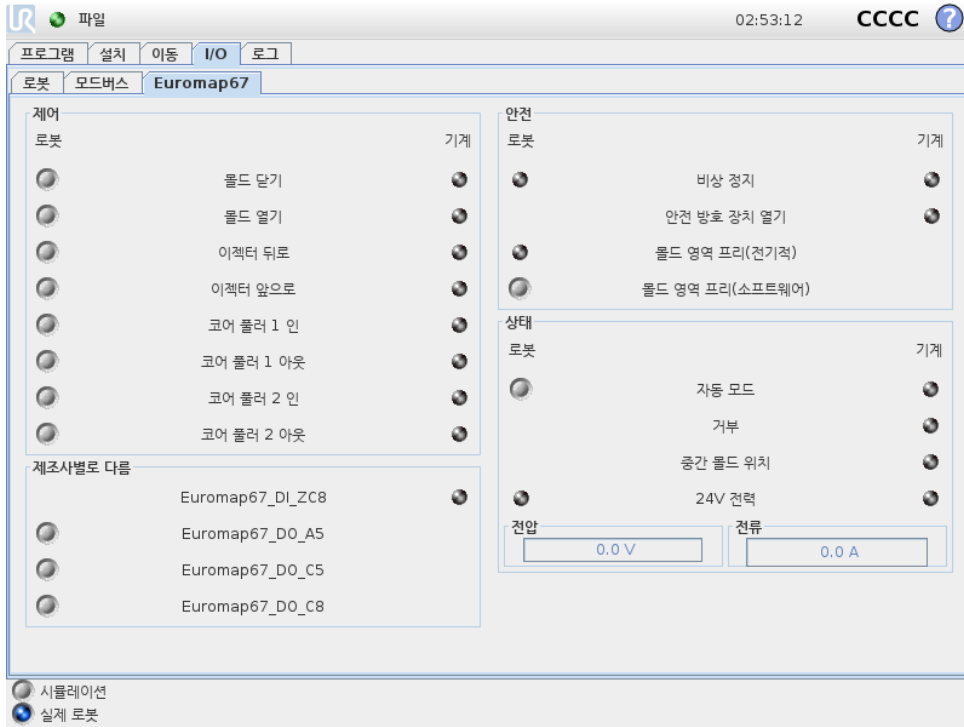 UR 파일 02:53:12 CCCC ?
프로그램 설치 이동 I/O 로그
로봇 모드버스 Euromap67
제어
로봇 기계
몰드 닫기
몰드 열기
이젝터 뒤로
이젝터 앞으로
코어 풀러 1 인
코어 풀러 1 아웃
코어 풀러 2 인
코어 풀러 2 아웃
제조사별로 다름
Euromap67_DI_ZC8
Euromap67_DO_A5
Euromap67_DO_C5
Euromap67_DO_C8
안전
로봇 기계
비상 정지
안전 방호 장치 열기
몰드 영역 프리(전기적)
몰드 영역 프리(소프트웨어)
상태
로봇 기계
자동 모드
거부
중간 몰드 위치
24V 전력
전압 전류
0.0 V 0.0 A
시뮬레이션
실제 로봇